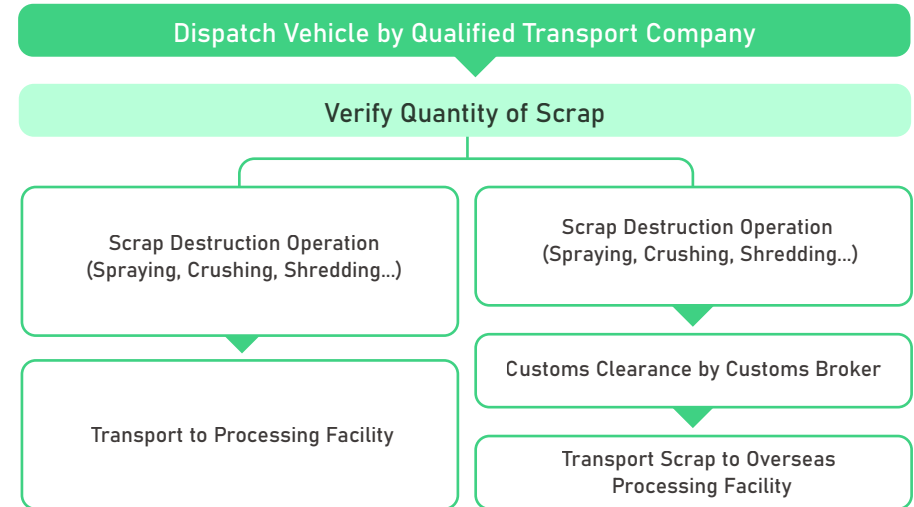 Dispatch Vehicle by Qualified Transport Company
Verify Quantity of Scrap
Scrap Destruction Operation
(Spraying, Crushing, Shredding...)
Transport to Processing Facility
Scrap Destruction Operation
(Spraying, Crushing, Shredding...)
Customs Clearance by Customs Broker
Transport Scrap to Overseas
Processing Facility